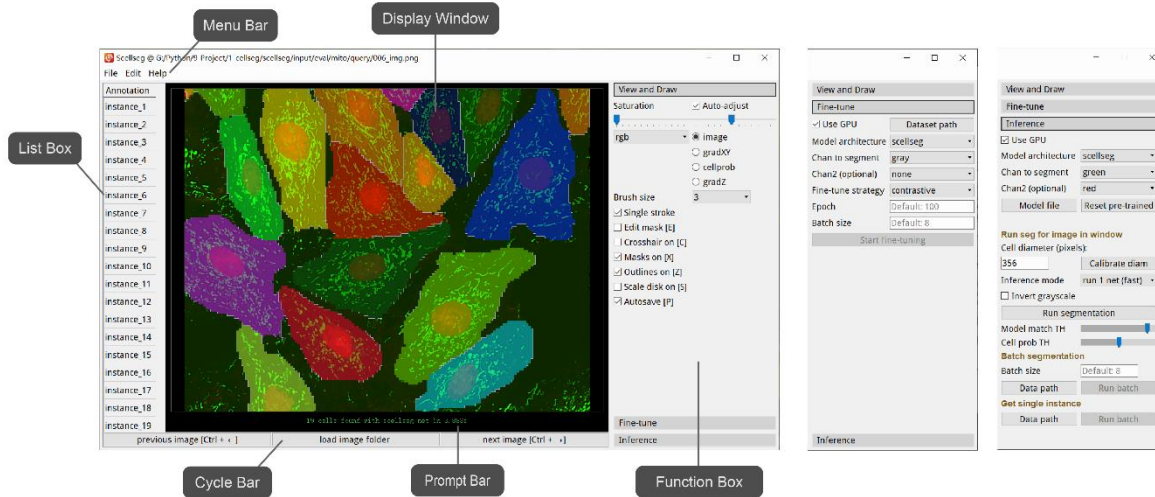 Menu Bar
Display Window
List Box
Cycle Bar
Prompt Bar
Function Box
Scellseg @ G:/Python/9 Project/1 cellseg/scellseg/input/eval/mito/query/006_img.png
File Edit Help
Annotation
instance_1
instance_2
instance_3
instance_4
instance_5
instance_6
instance_7
instance_8
instance_9
instance_10
instance_11
instance_12
instance_13
instance_14
instance_15
instance_16
instance_17
instance_18
instance_19
19 cells found with scellseg net in
previous image [Ctrl + ← ]
load image folder
next image [Ctrl + → ]
View and Draw
Saturation
Auto-adjust
rgb
image
gradXY
cellprob
gradZ
Brush size 3
Single stroke
Edit mask [E]
Crosshair on [C]
Masks on [X]
Outlines on [Z]
Scale disk on [S]
Autosave [P]
Fine-tune
Inference
View and Draw
Fine-tune
Use GPU Dataset path
Model architecture scellseg
Chan to segment gray
Chan2 (optional) none
Fine-tune strategy contrastive
Epoch Default: 100
Batch size Default: 8
Start fine-tuning
Inference
View and Draw
Fine-tune
Inference
Use GPU
Model architecture scellseg
Chan to segment green
Chan2 (optional) red
Model file Reset pre-trained
Run seg for image in window
Cell diameter (pixels):
356 Calibrate diam
Inference mode run 1 net (fast)
Invert grayscale
Run segmentation
Model match TH
Cell prob TH
Batch segmentation
Batch size Default: 8
Data path Run batch
Get single instance
Data path Run batch